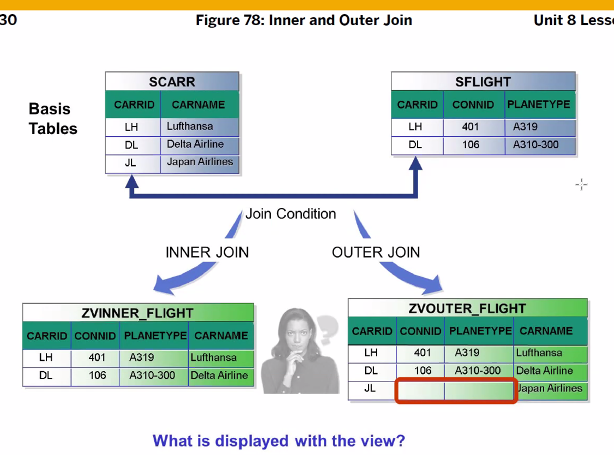 30 Figure 78: Inner and Outer Join Unit 8 Less
Basis
Tables
SCARR
CARRID CARNAME
LH Lufthansa
DL Delta Airline
JL Japan Airlines
SFLIGHT
CARRID CONNID PLANETYPE
LH 401 A319
DL 106 A310-300
Join Condition
INNER JOIN OUTER JOIN
ZVINNER_FLIGHT
CARRID CONNID PLANETYPE CARNAME
LH 401 A319 Lufthansa
DL 106 A310-300 Delta Airline
ZVOUTER_FLIGHT
CARRID CONNID PLANETYPE CARNAME
LH 401 A319 Lufthansa
DL 106 A310-300 Delta Airline
JL Japan Airlines
What is displayed with the view?